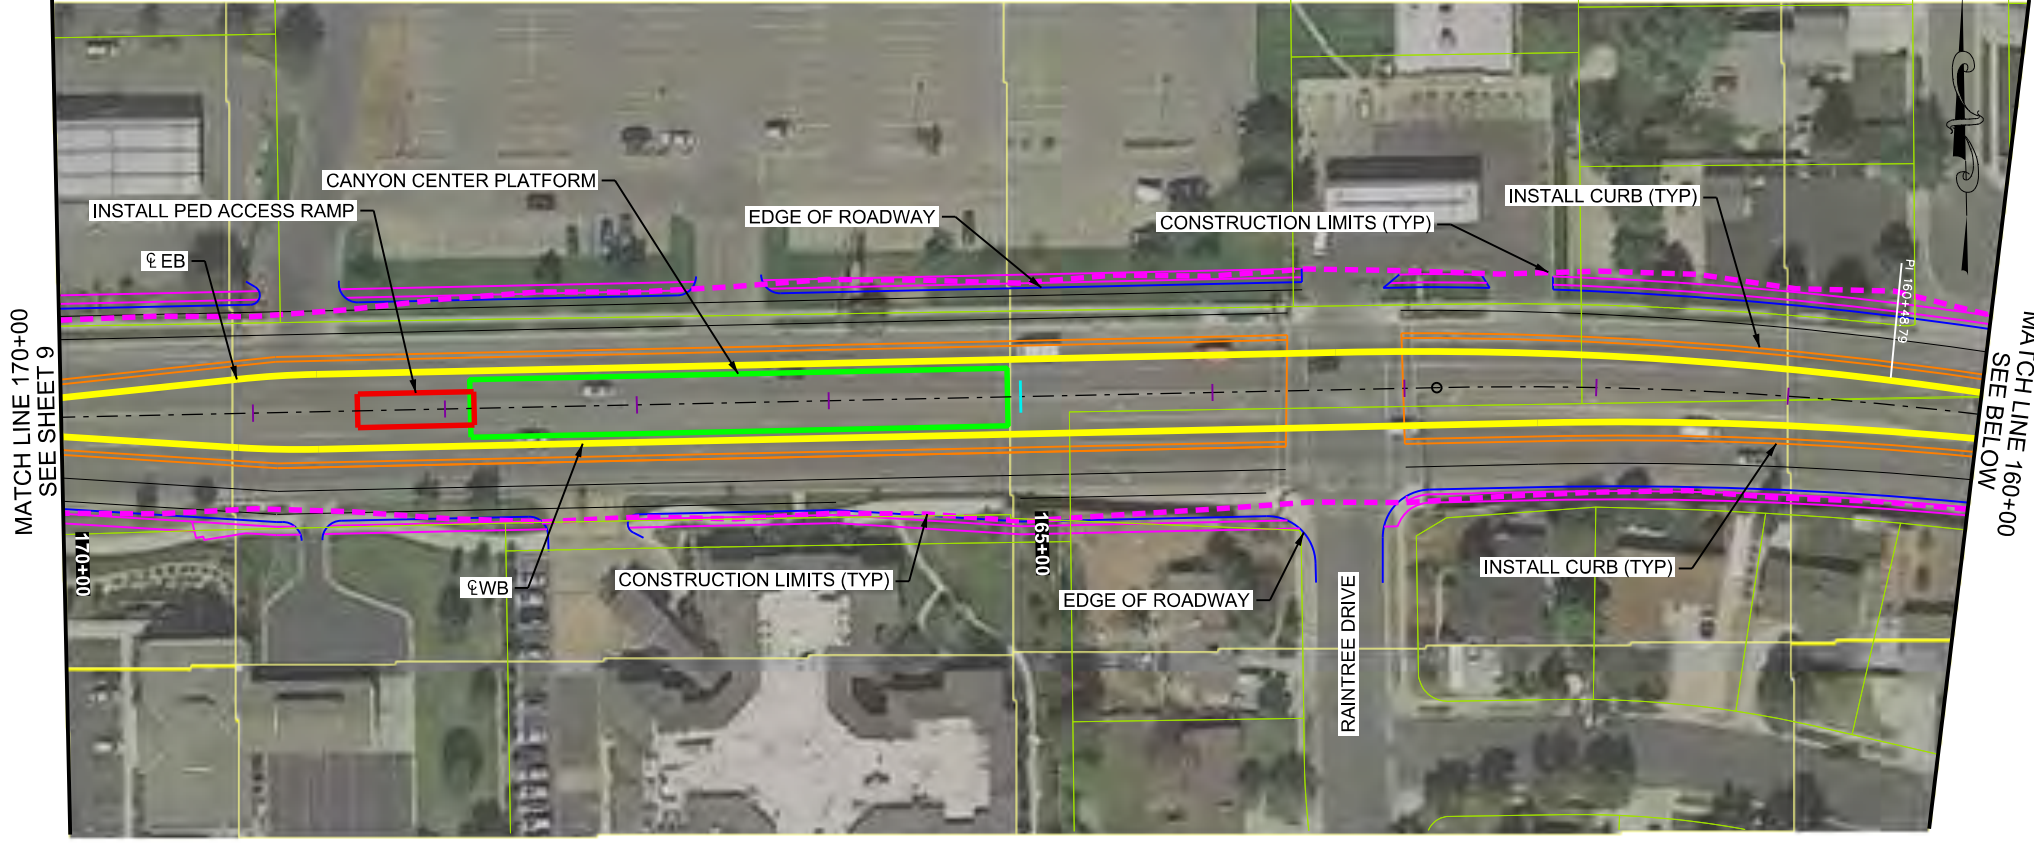 CANYON CENTER PLATFORM
INSTALL PED ACCESS RAMP
℄ EB
EDGE OF ROADWAY
CONSTRUCTION LIMITS (TYP)
INSTALL CURB (TYP)
PI 160+48.79
MATCH LINE 170+00
SEE SHEET 9
MATCH LINE 160+00
SEE BELOW
170+00
165+00
℄WB
CONSTRUCTION LIMITS (TYP)
EDGE OF ROADWAY
RAINTREE DRIVE
INSTALL CURB (TYP)